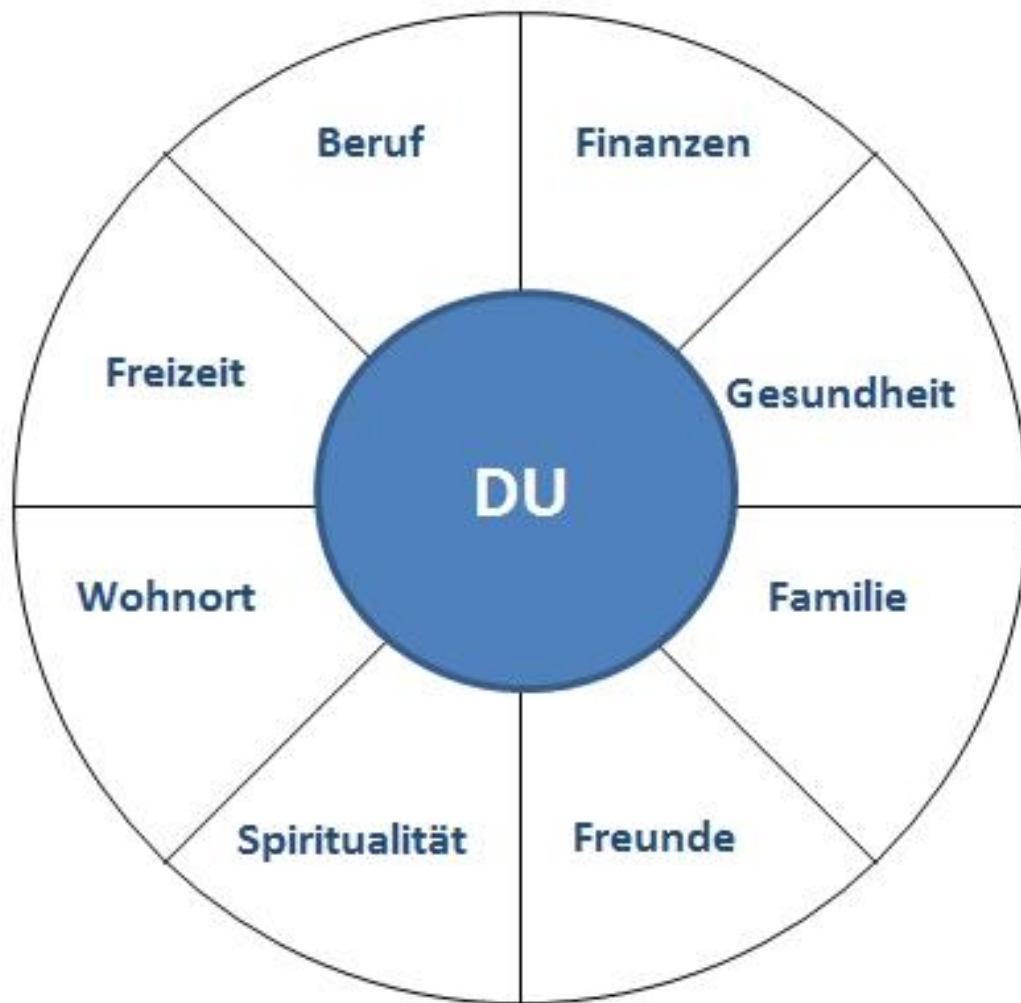 Beruf
Finanzen
Freizeit
Gesundheit
DU
Wohnort
Familie
Spiritualität
Freunde